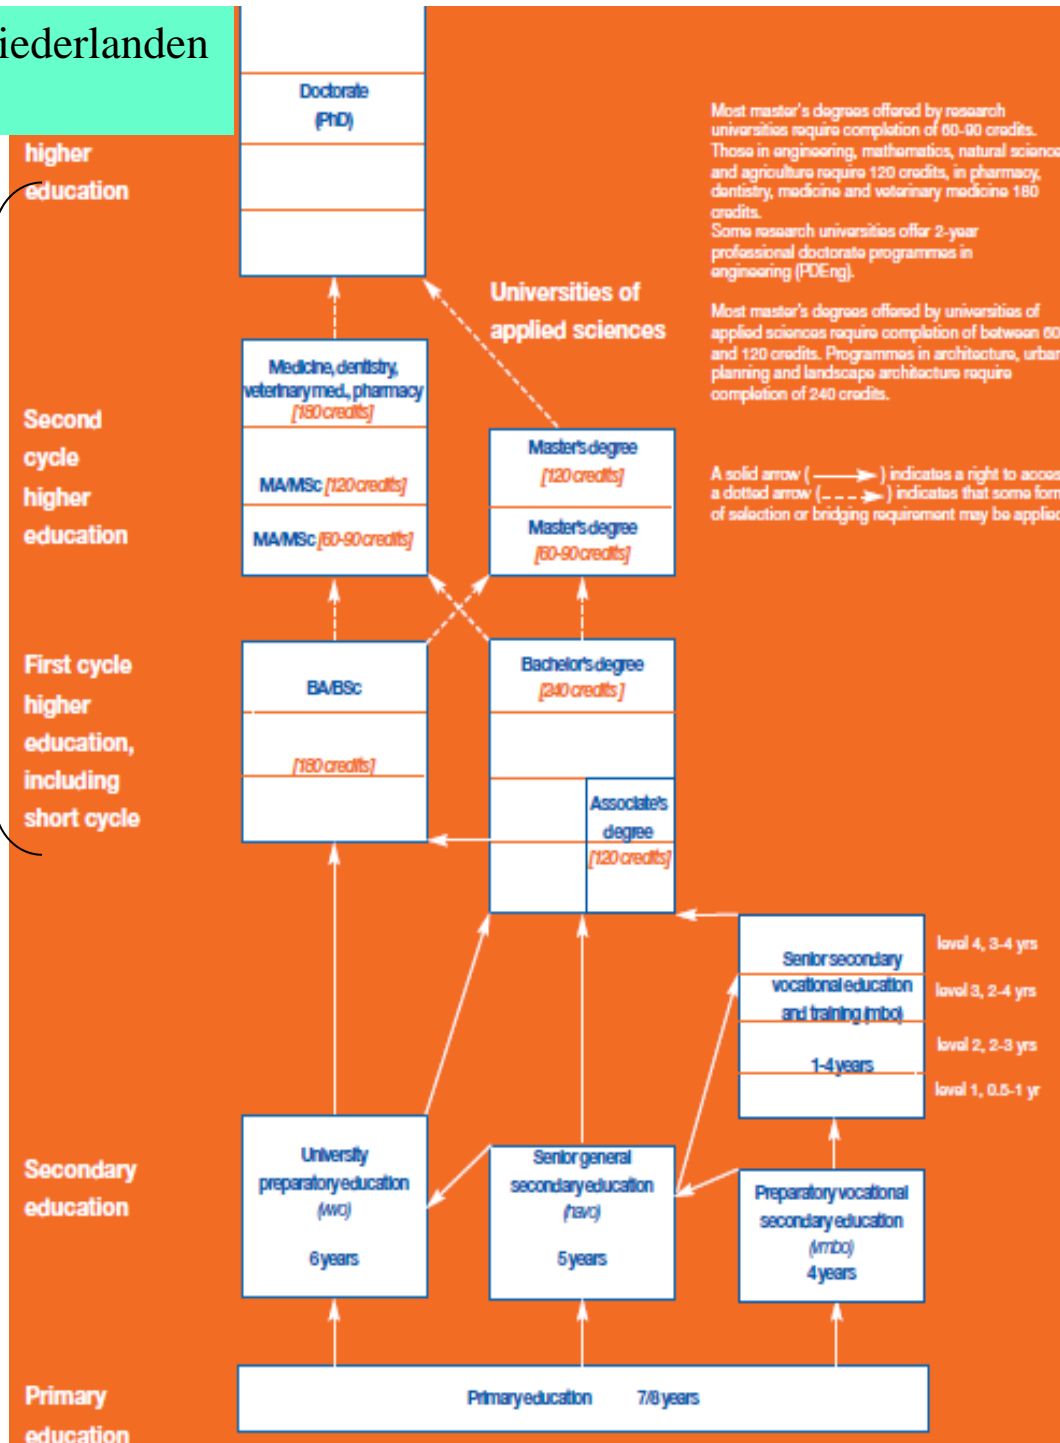 iederlanden
higher
education
Doctorate
(PhD)
Most master's degrees offered by research
universities require completion of 60-90 credits.
Those in engineering, mathematics, natural science
and agriculture require 120 credits, in pharmacy,
dentistry, medicine and veterinary medicine 180
credits.
Some research universities offer 2-year
professional doctorate programmes in
engineering (PDEng).
Universities of
applied sciences
Most master's degrees offered by universities of
applied sciences require completion of between 60
and 120 credits. Programmes in architecture, urban
planning and landscape architecture require
completion of 240 credits.
Second
cycle
higher
education
Medicine, dentistry,
veterinary med., pharmacy
[180 credits]
MA/MSc [120 credits]
MA/MSc [60-90 credits]
Master's degree
[120 credits]
Master's degree
[60-90 credits]
A solid arrow ( ) indicates a right to acces
a dotted arrow ( ) indicates that some form
of selection or bridging requirement may be applied
First cycle
higher
education,
including
short cycle
BA/BSc
[180 credits]
Bachelor's degree
[240 credits ]
Associate's
degree
[120 credits]
Senior secondary
vocational education
and training (mbo)
1-4 years
level 4, 3-4 yrs
level 3, 2-4 yrs
level 2, 2-3 yrs
level 1, 0.5-1 yr
Secondary
education
University
preparatory education
(vwo)
6 years
Senior general
secondary education
(havo)
5 years
Preparatory vocational
secondary education
(vmbo)
4 years
Primary
education
Primary education 7/8 years